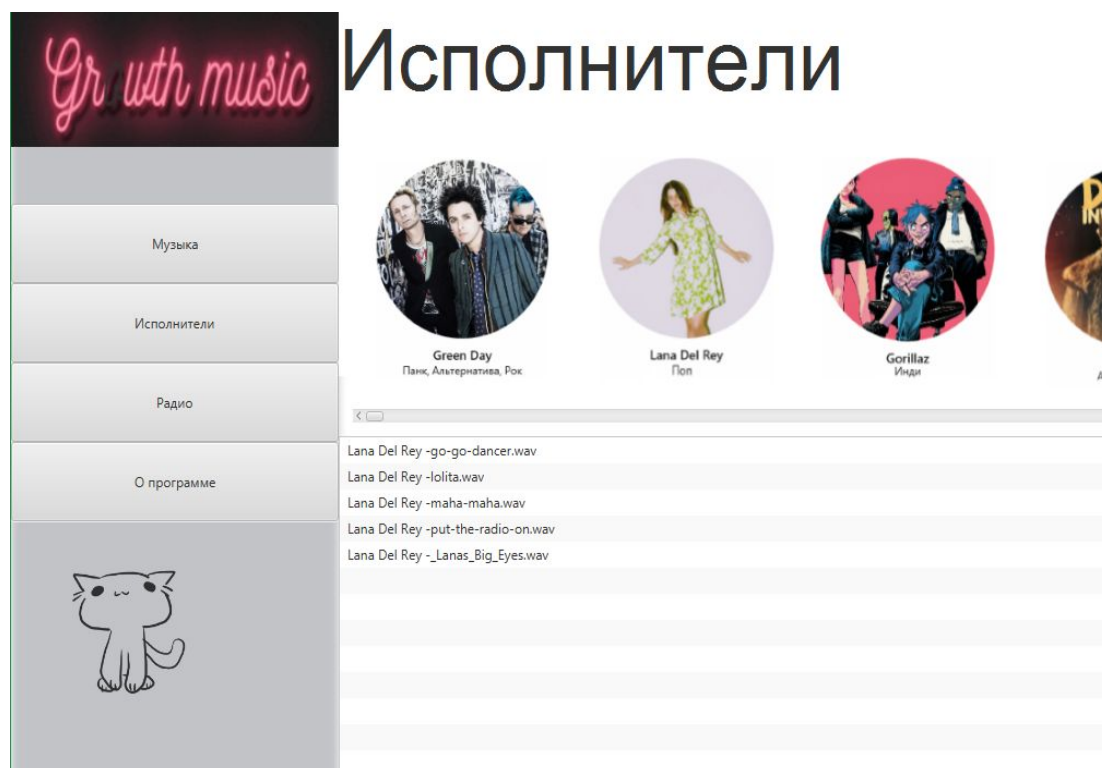 Gr wth music
Исполнители
Музыка
Исполнители
Радио
О программе
Green Day
Панк, Альтернатива, Рок
Lana Del Rey
Поп
Gorillaz
Инди
Lana Del Rey -go-go-dancer.wav
Lana Del Rey -lolita.wav
Lana Del Rey -maha-maha.wav
Lana Del Rey -put-the-radio-on.wav
Lana Del Rey -_Lanas_Big_Eyes.wav